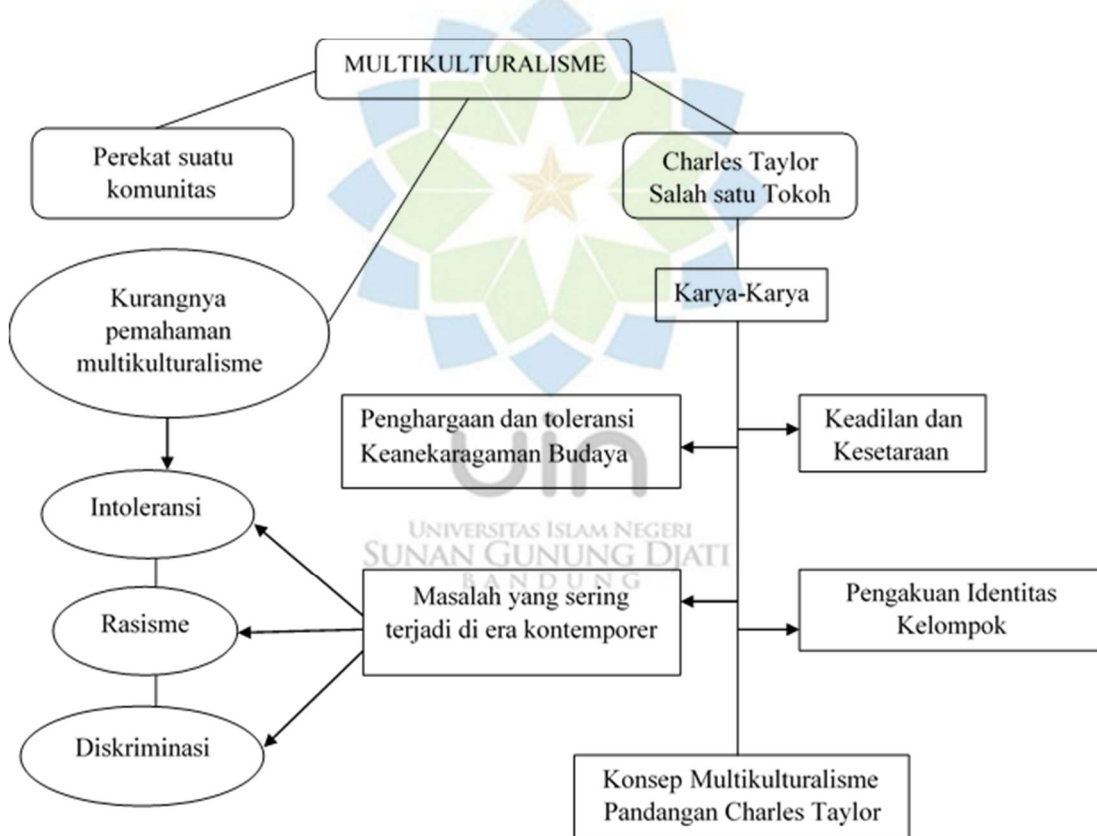 MULTIKULTURALISME
Perekat suatu
komunitas
Charles Taylor
Salah satu Tokoh
Kurangnya
pemahaman
multikulturalisme
Karya-Karya
Penghargaan dan toleransi
Keanekaragaman Budaya
Keadilan dan
Kesetaraan
Intoleransi
uin
UNIVERSITAS ISLAM NEGERI
SUNAN GUNUNG DJATI
BANDUNG
Masalah yang sering
terjadi di era kontemporer
Pengakuan Identitas
Kelompok
Rasisme
Diskriminasi
Konsep Multikulturalisme
Pandangan Charles Taylor